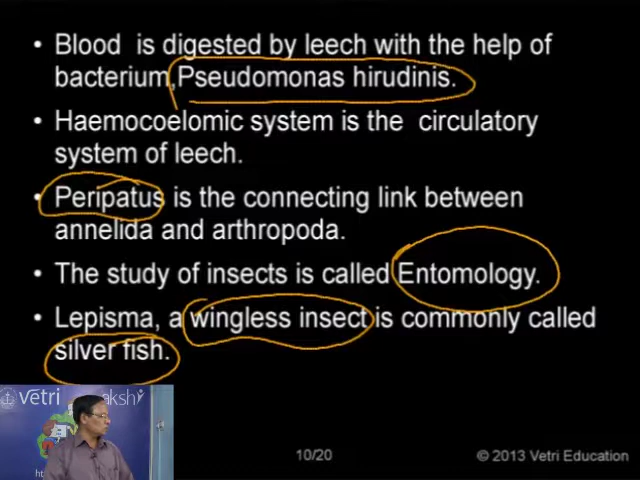 • Blood is digested by leech with the help of
bacterium,Pseudomonas hirudinis.
• Haemocoelomic system is the circulatory
system of leech.
• Peripatus is the connecting link between
annelida and arthropoda.
• The study of insects is called Entomology.
• Lepisma, a wingless insect is commonly called
silver fish.
vetri
akshi
10/20
© 2013 Vetri Education